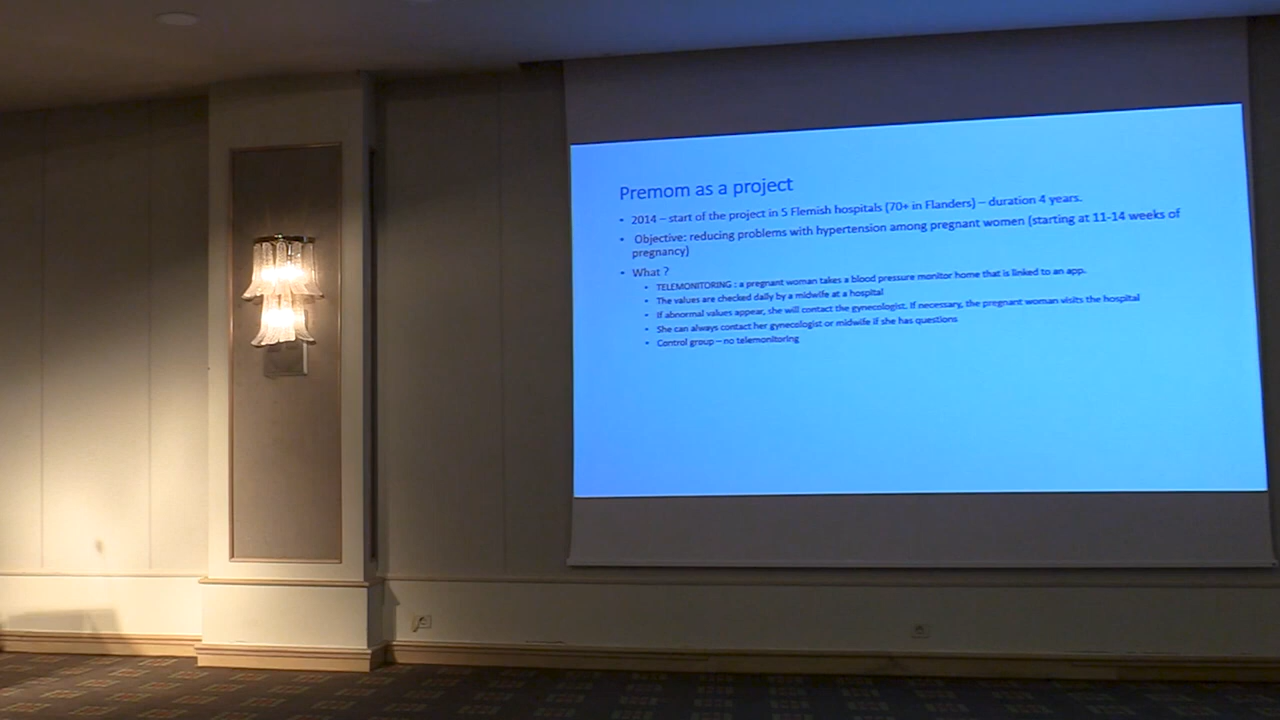 Premom as a project
• 2014 – start of the project in 5 Flemish hospitals (70+ in Flanders) – duration 4 years.
• Objective: reducing problems with hypertension among pregnant women (starting at 11-14 weeks of
pregnancy)
• What ?
• TELEMONITORING : a pregnant woman takes a blood pressure monitor home that is linked to an app.
• The values are checked daily by a midwife at a hospital
• If abnormal values appear, she will contact the gynecologist. If necessary, the pregnant woman visits the hospital
• She can always contact her gynecologist or midwife if she has questions
• Control group – no telemonitoring